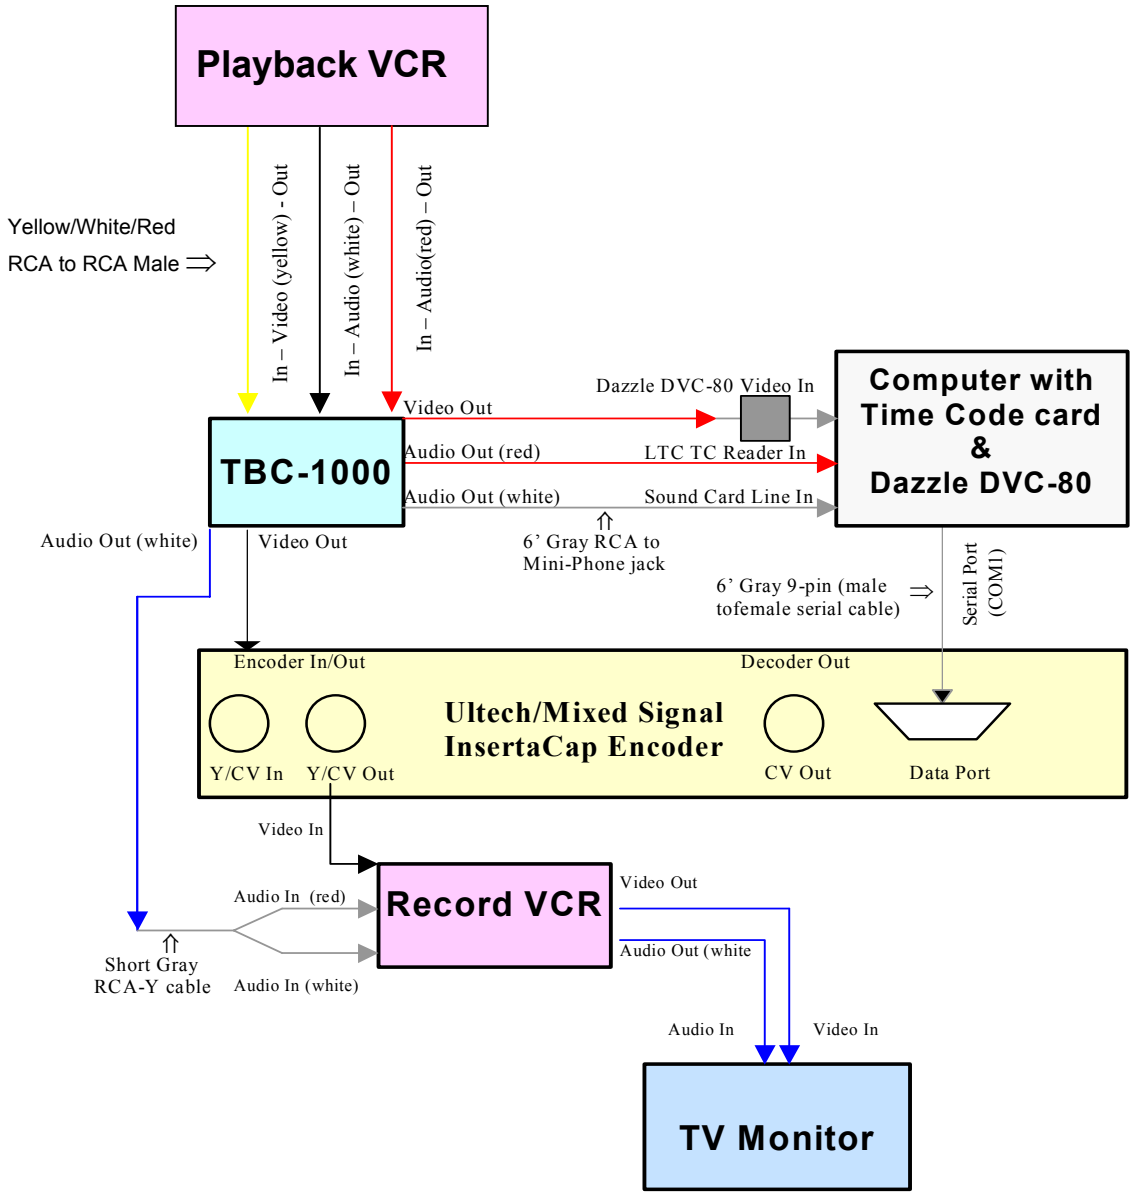 Playback VCR
Yellow/White/Red
RCA to RCA Male ⇒
In – Video (yellow) - Out
In – Audio (white) – Out
In – Audio(red) – Out
Dazzle DVC-80 Video In
Video Out
Audio Out (red)
LTC TC Reader In
Audio Out (white)
Sound Card Line In
TBC-1000
Computer with
Time Code card
&
Dazzle DVC-80
⇑
6’ Gray RCA to
Mini-Phone jack
Audio Out (white)
Video Out
6’ Gray 9-pin (male ⇒
tofemale serial cable)
Serial Port
(COM1)
Encoder In/Out
Decoder Out
Ultech/Mixed Signal
InsertaCap Encoder
Y/CV In
Y/CV Out
CV Out
Data Port
Video In
Audio In (red)
Record VCR
Video Out
Audio Out (white
⇑
Short Gray
RCA-Y cable
Audio In (white)
Audio In
Video In
TV Monitor